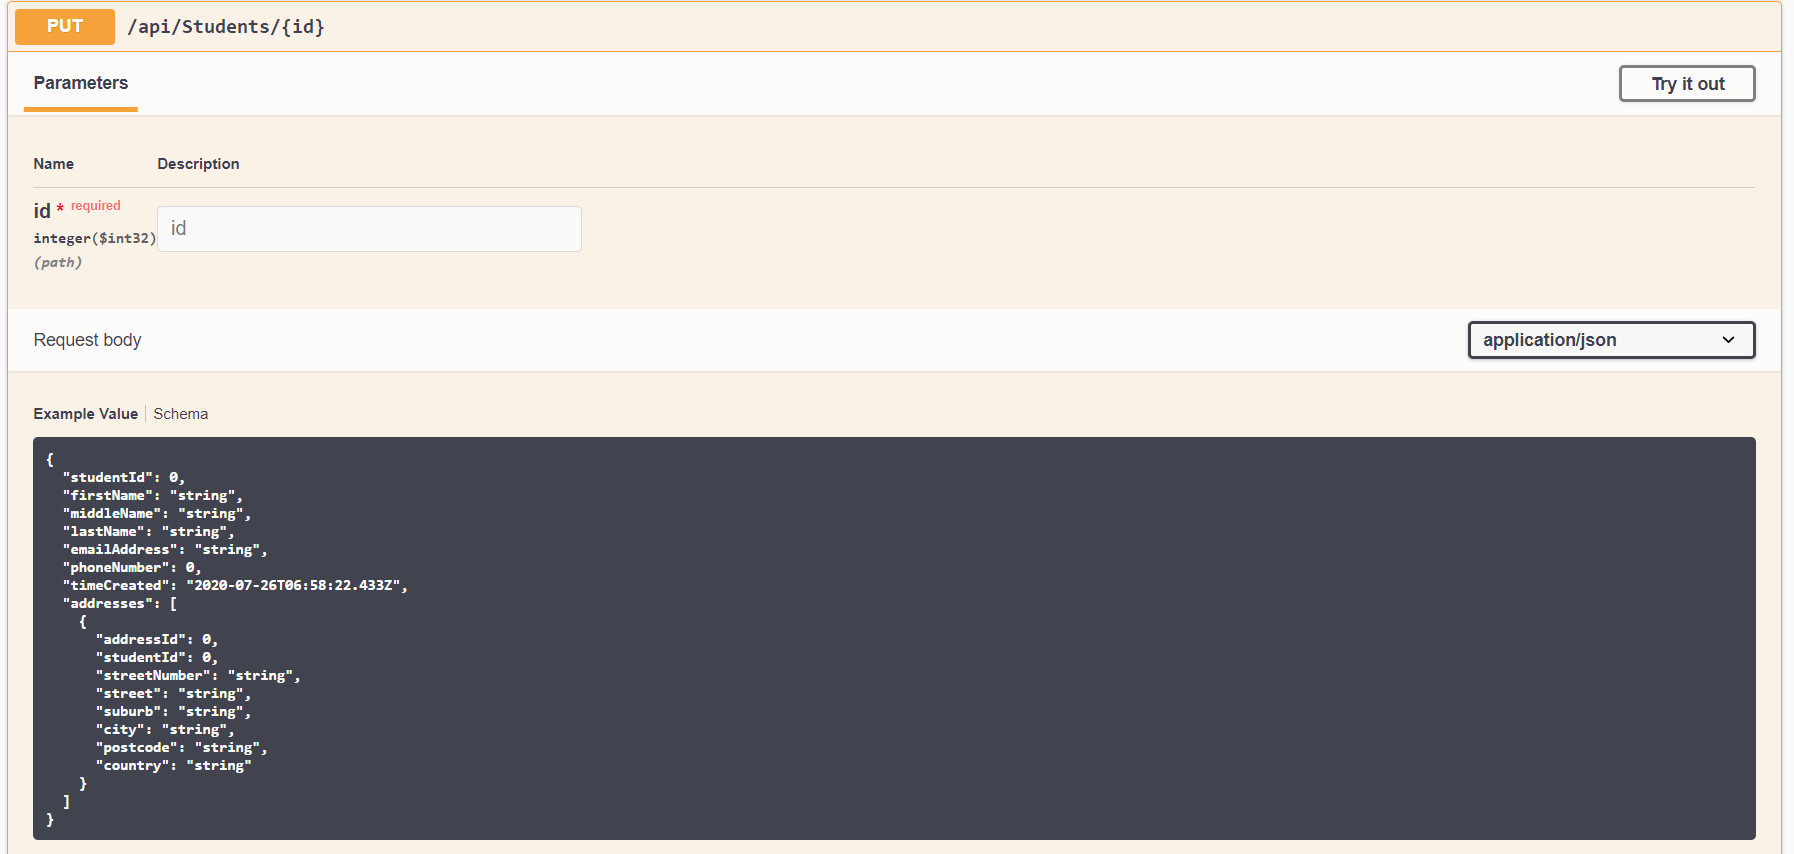 PUT /api/Students/{id}
Parameters
Try it out
Name Description
id * required
integer($int32)
(path)
id
Request body
application/json
Example Value Schema
{
  "studentId": 0,
  "firstName": "string",
  "middleName": "string",
  "lastName": "string",
  "emailAddress": "string",
  "phoneNumber": 0,
  "timeCreated": "2020-07-26T06:58:22.433Z",
  "addresses": [
    {
      "addressId": 0,
      "studentId": 0,
      "streetNumber": "string",
      "street": "string",
      "suburb": "string",
      "city": "string",
      "postcode": "string",
      "country": "string"
    }
  ]
}